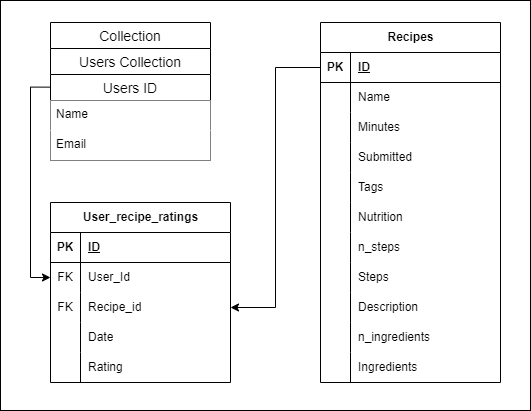 Collection
Users Collection
Users ID
Name
Email
User_recipe_ratings
PK ID
FK User_Id
FK Recipe_id
Date
Rating
Recipes
PK ID
Name
Minutes
Submitted
Tags
Nutrition
n_steps
Steps
Description
n_ingredients
Ingredients